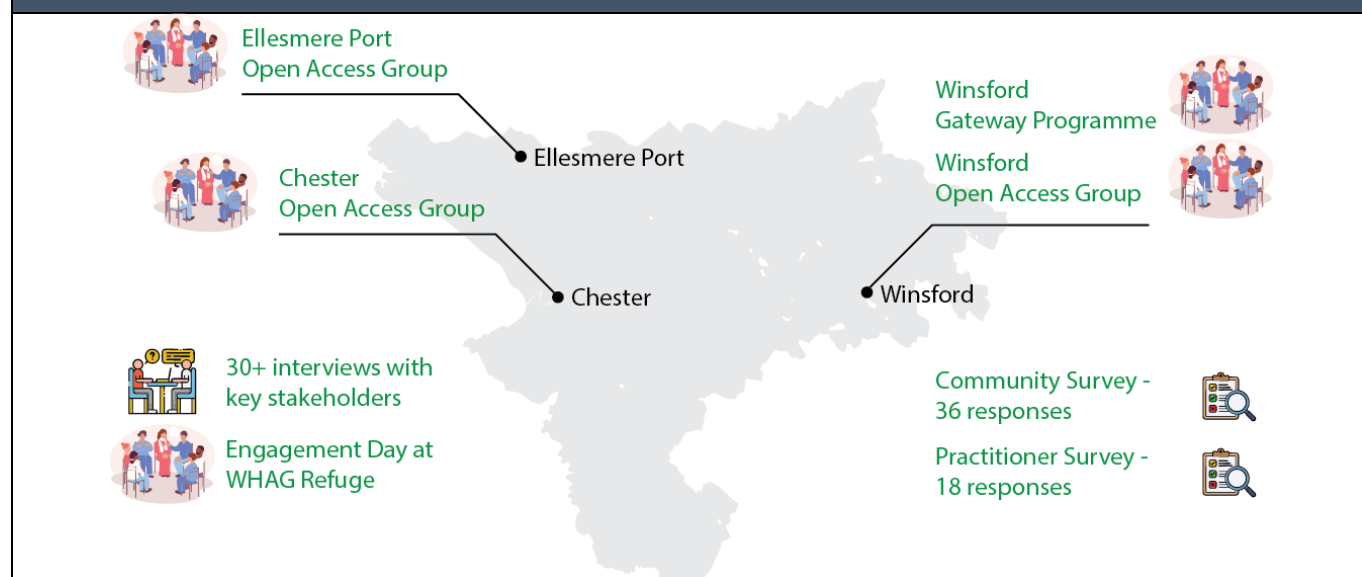 Ellesmere Port
Open Access Group
Winsford
Gateway Programme
Ellesmere Port
Chester
Open Access Group
Winsford
Open Access Group
Chester
Winsford
30+ interviews with
key stakeholders
Community Survey -
36 responses
Engagement Day at
WHAG Refuge
Practitioner Survey -
18 responses